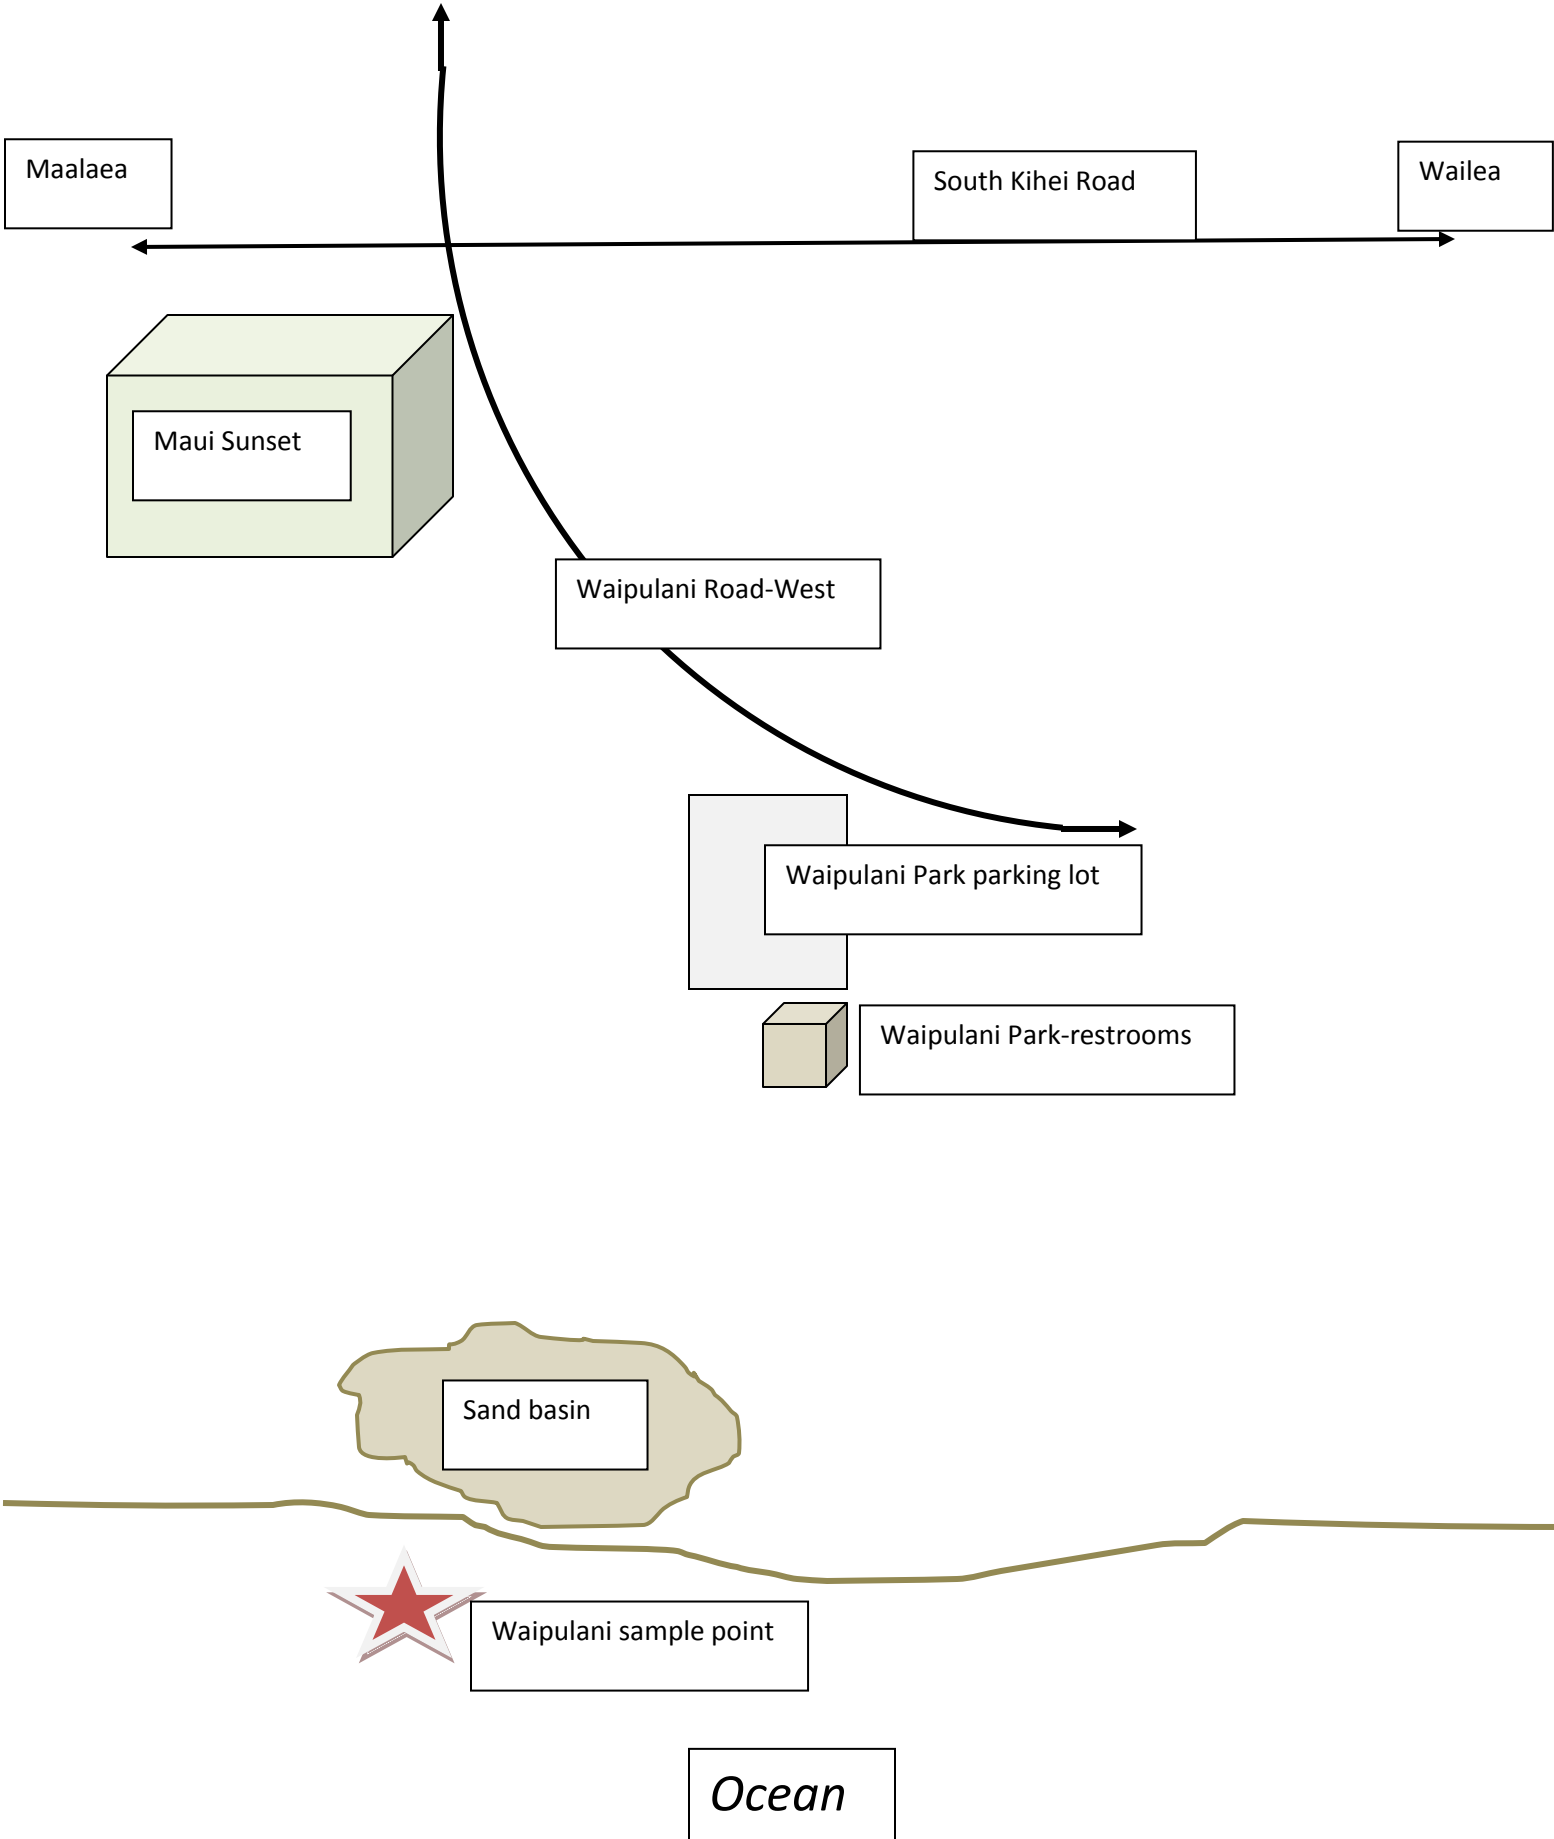 Maalaea
South Kihei Road
Wailea
Maui Sunset
Waipulani Road-West
Waipulani Park parking lot
Waipulani Park-restrooms
Sand basin
Waipulani sample point
Ocean